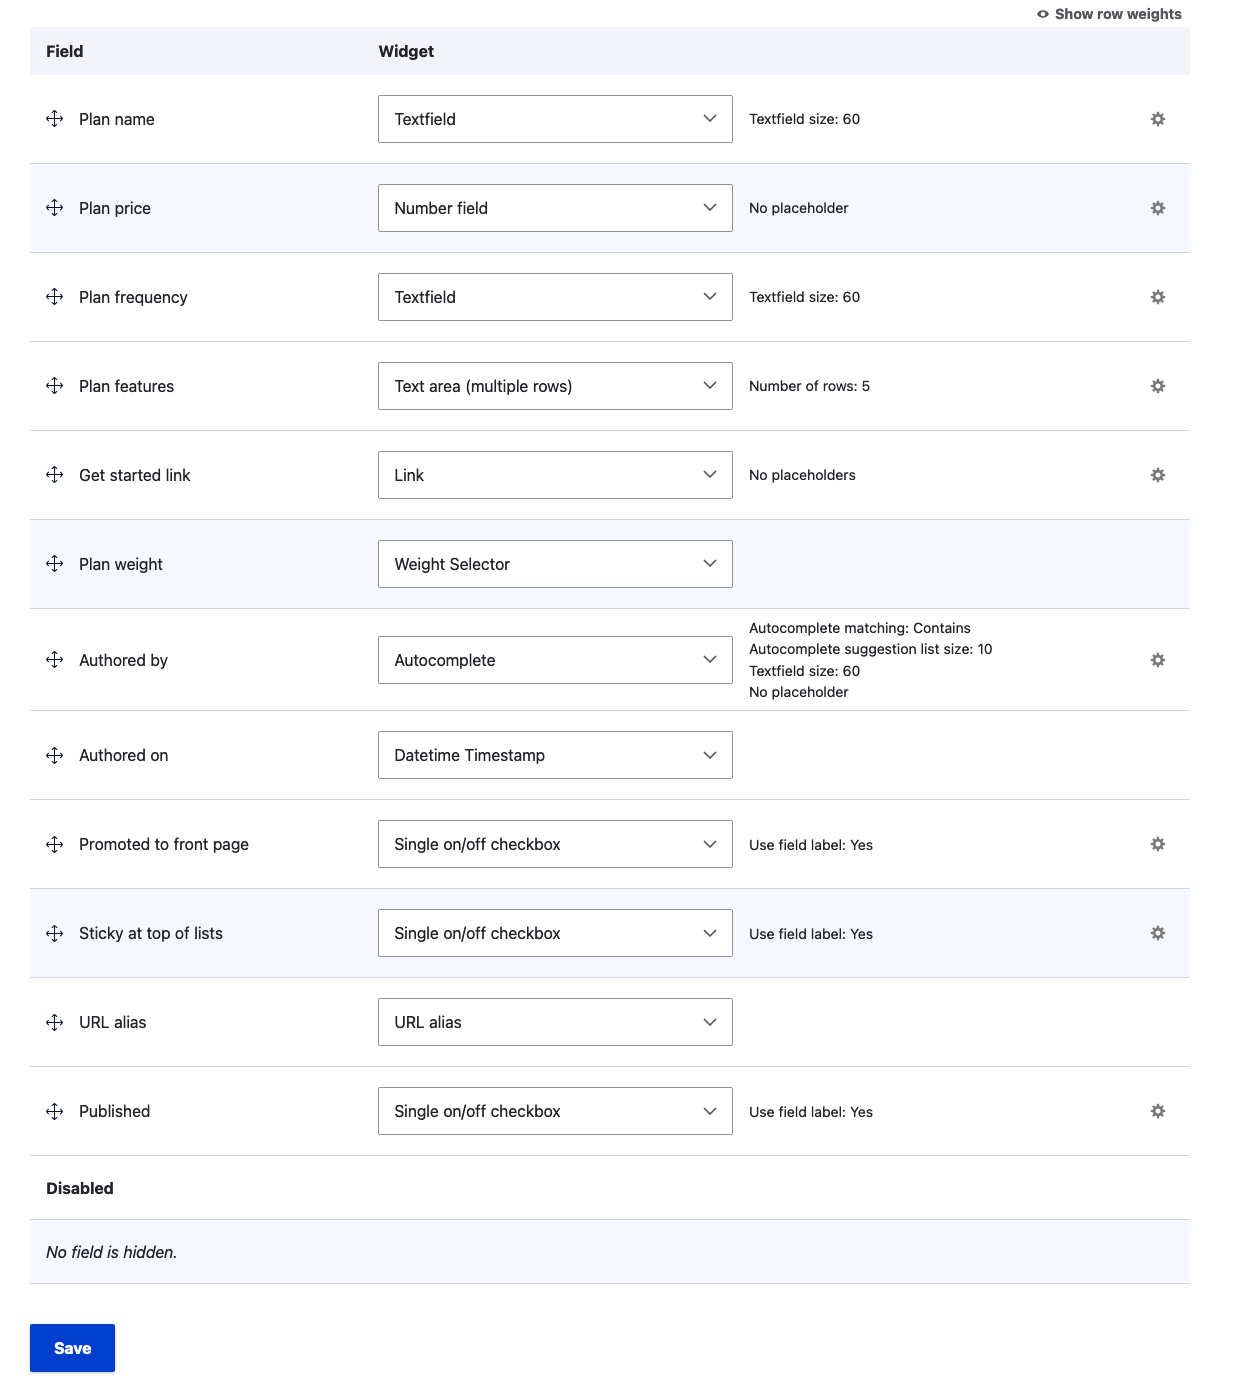 Show row weights
Field Widget
Plan name Textfield Textfield size: 60
Plan price Number field No placeholder
Plan frequency Textfield Textfield size: 60
Plan features Text area (multiple rows) Number of rows: 5
Get started link Link No placeholders
Plan weight Weight Selector
Authored by Autocomplete Autocomplete matching: Contains
Autocomplete suggestion list size: 10
Textfield size: 60
No placeholder
Authored on Datetime Timestamp
Promoted to front page Single on/off checkbox Use field label: Yes
Sticky at top of lists Single on/off checkbox Use field label: Yes
URL alias URL alias
Published Single on/off checkbox Use field label: Yes
Disabled
No field is hidden.
Save